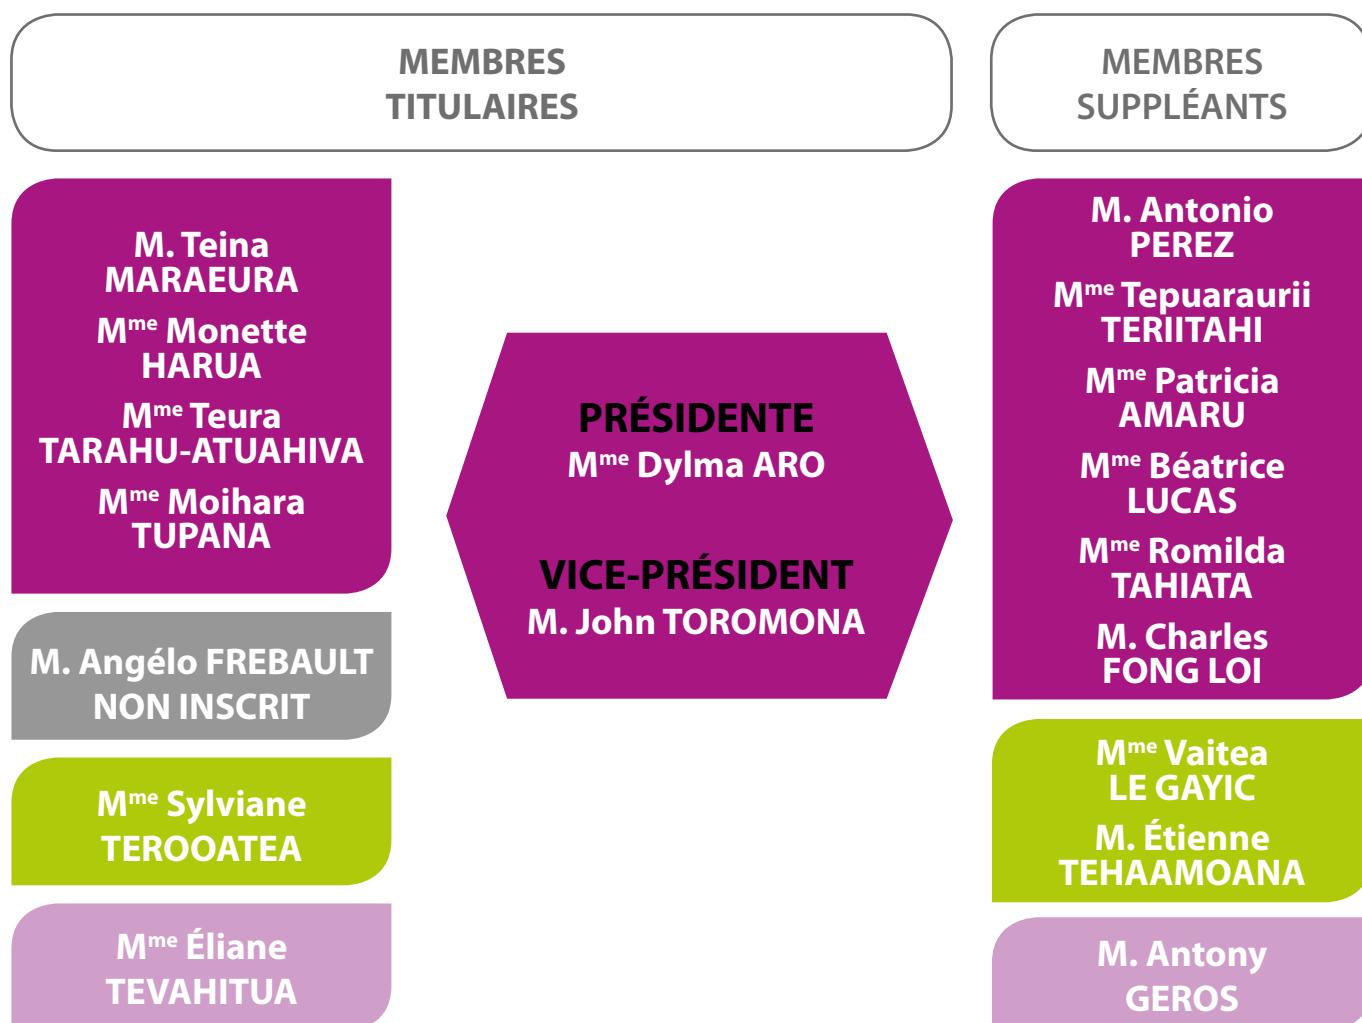 MEMBRES
TITULAIRES
MEMBRES
SUPPLÉANTS
M. Teina
MARAEURA
Mme Monette
HARUA
Mme Teura
TARAHU-ATUAHIVA
Mme Moihara
TUPANA
M. Angélo FREBAULT
NON INSCRIT
Mme Sylviane
TEROOATEA
Mme Éliane
TEVAHITUA
PRÉSIDENTE
Mme Dylma ARO
VICE-PRÉSIDENT
M. John TOROMONA
M. Antonio
PEREZ
Mme Tepuaraurii
TERIITAHI
Mme Patricia
AMARU
Mme Béatrice
LUCAS
Mme Romilda
TAHIATA
M. Charles
FONG LOI
Mme Vaitea
LE GAYIC
M. Étienne
TEHAAMOANA
M. Antony
GEROS